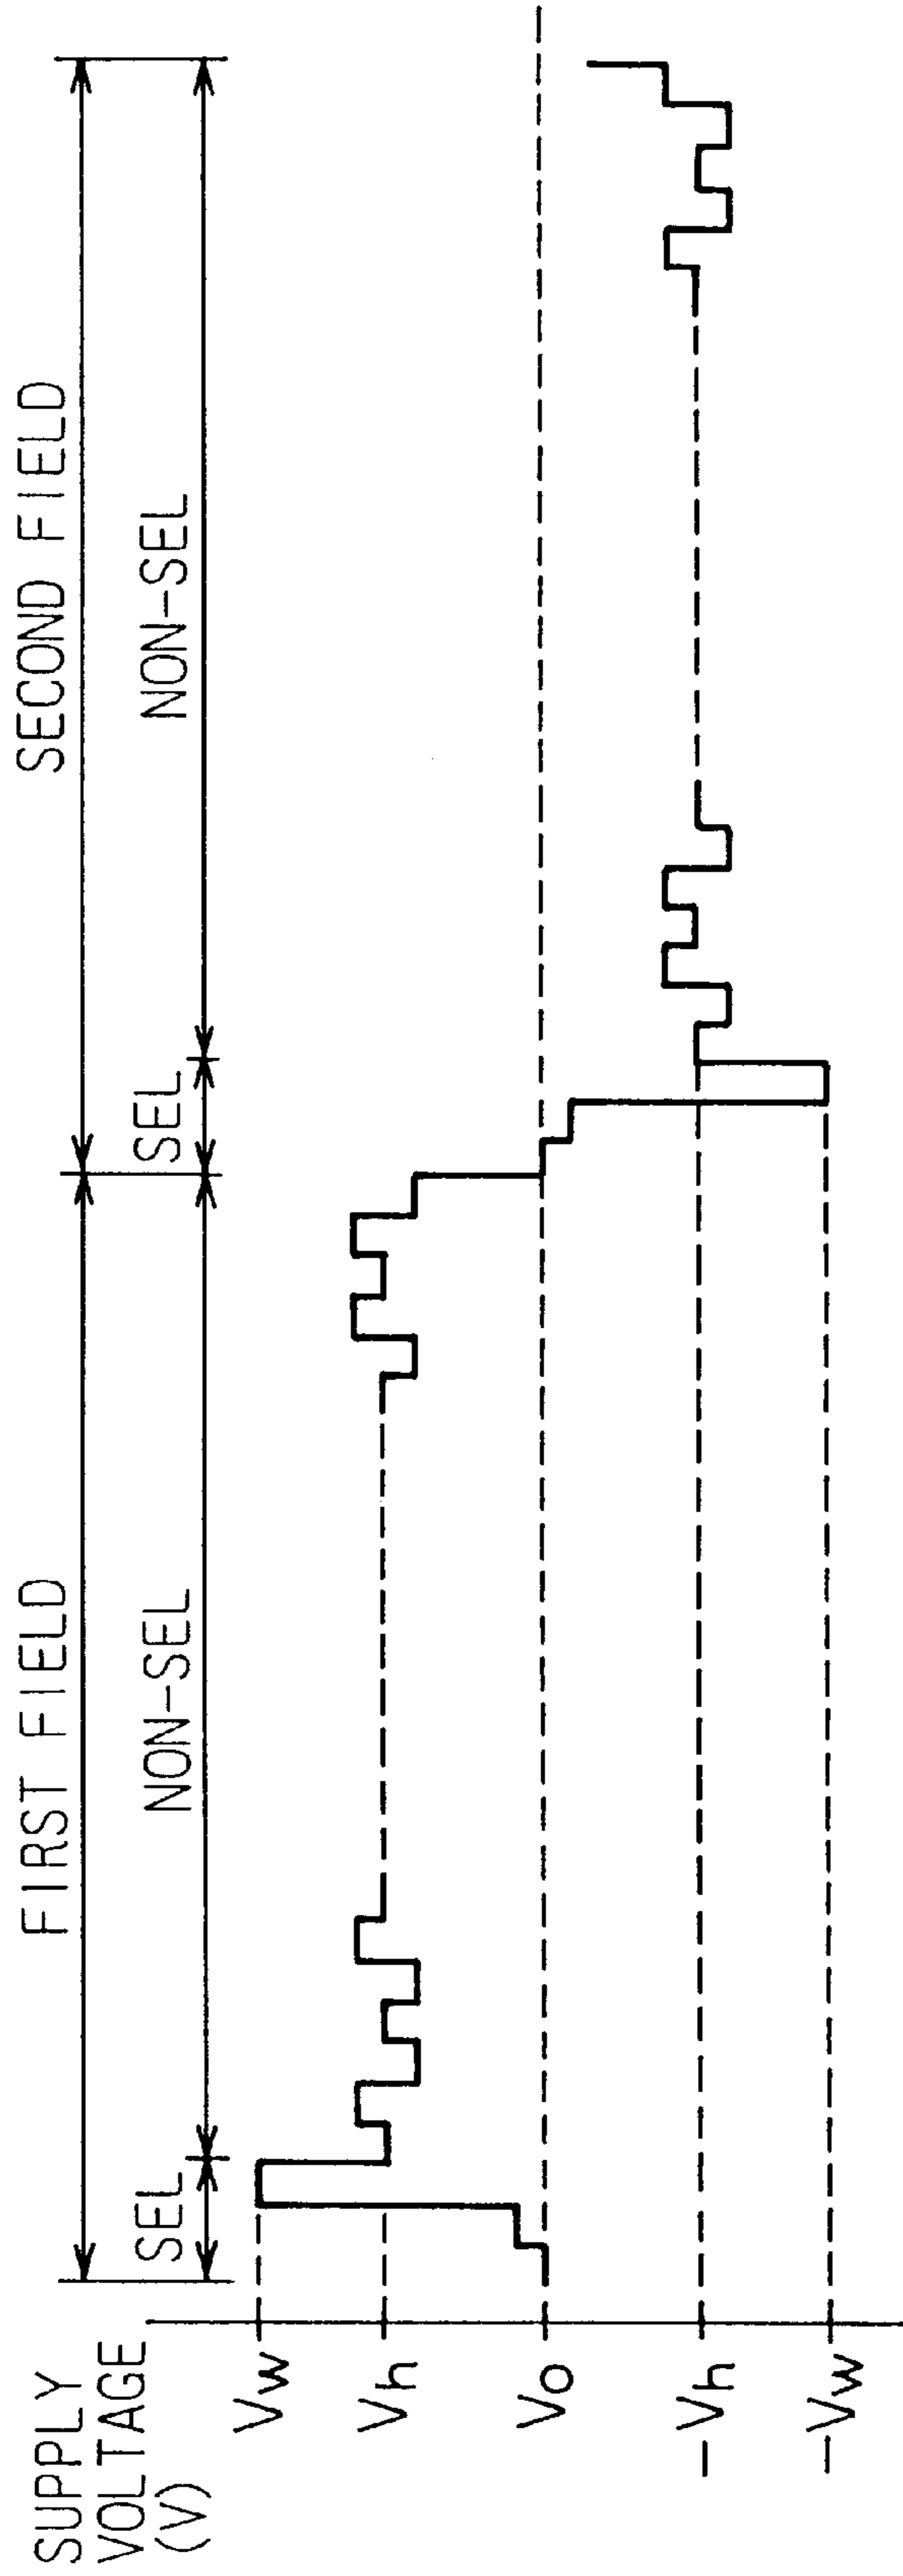 SUPPLY
VOLTAGE
(V)
FIRST FIELD
SECOND FIELD
SEL
NON-SEL
SEL
NON-SEL
Vw
Vh
Vo
-Vh
-Vw